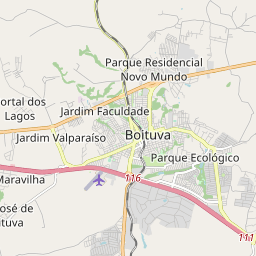 Parque Residencial
Novo Mundo
ortal dos
Lagos
Jardim Faculdade
Boituva
Jardim Valparaíso
Parque Ecológico
Maravilha
116
osé de
ituva
111